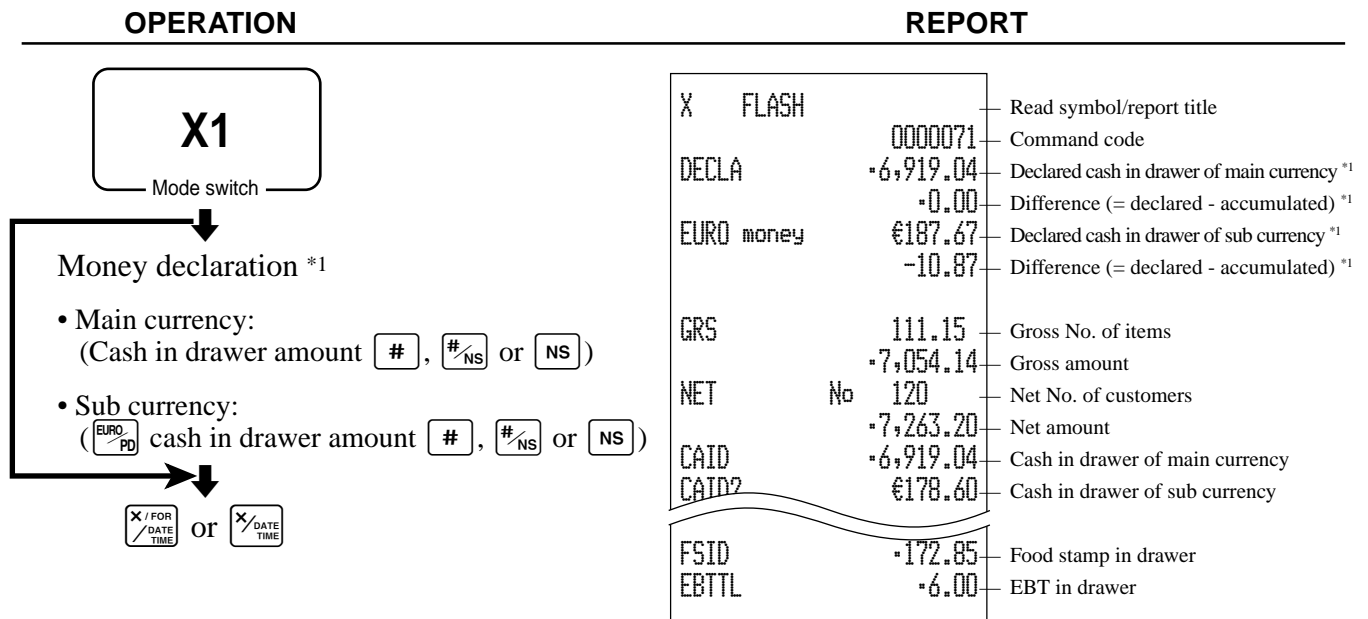 OPERATION
REPORT
X1
Mode switch
Money declaration *1
• Main currency:
(Cash in drawer amount #, #/NS or NS)
• Sub currency:
(EURO/PD cash in drawer amount #, #/NS or NS)
X/FOR/DATE TIME or X/DATE TIME
X FLASH Read symbol/report title
0000071 Command code
DECLA •6,919.04 Declared cash in drawer of main currency *1
•0.00 Difference (= declared - accumulated) *1
EURO money €187.67 Declared cash in drawer of sub currency *1
-10.87 Difference (= declared - accumulated) *1
GRS 111.15 Gross No. of items
•7,054.14 Gross amount
NET No 120 Net No. of customers
•7,263.20 Net amount
CAID •6,919.04 Cash in drawer of main currency
CAID2 €178.60 Cash in drawer of sub currency
FSID •172.85 Food stamp in drawer
EBTTL •6.00 EBT in drawer